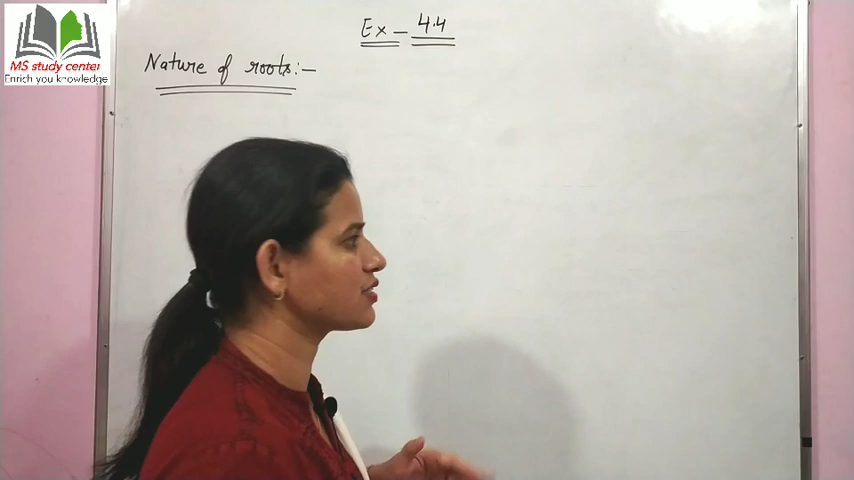 MS study center
Enrich you knowledge
Ex - 4.4
Nature of roots:-